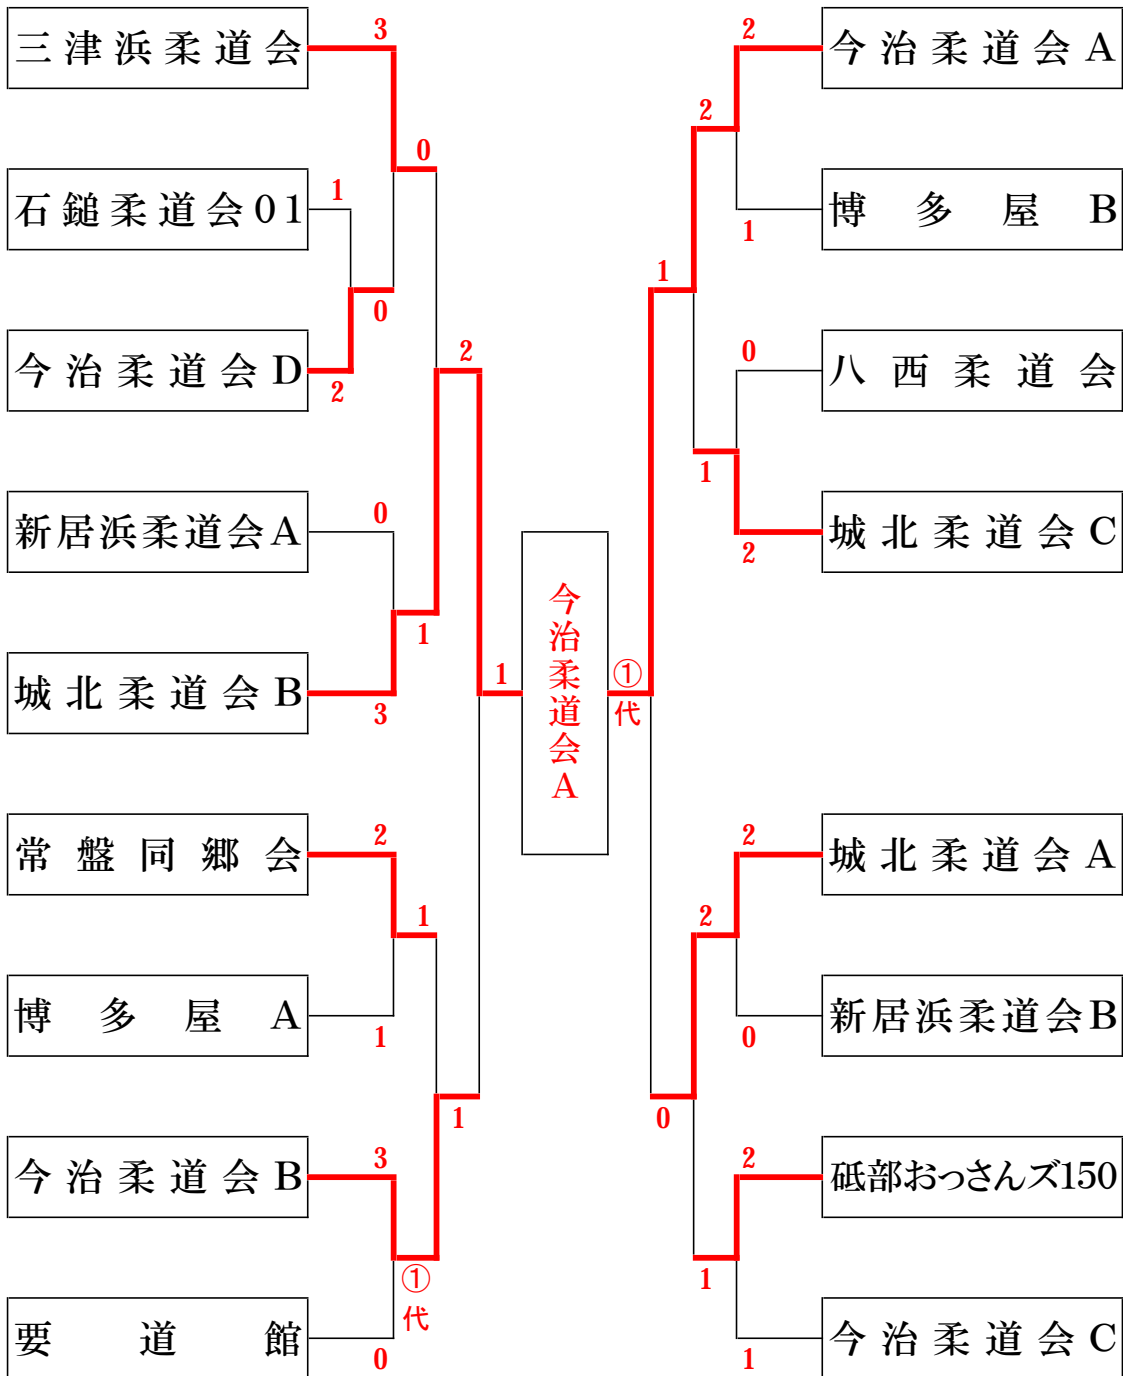 三津浜柔道会
3
0
石鎚柔道会01
1
0
今治柔道会D
2
2
新居浜柔道会A
0
1
城北柔道会B
3
1
常盤同郷会
2
1
博多屋A
1
1
今治柔道会B
3
①
代
要道館
0
今治柔道会A
①
代
2
今治柔道会A
2
1
博多屋B
1
0
八西柔道会
1
2
城北柔道会C
2
城北柔道会A
2
0
新居浜柔道会B
0
2
砥部おっさんズ150
1
1
今治柔道会C